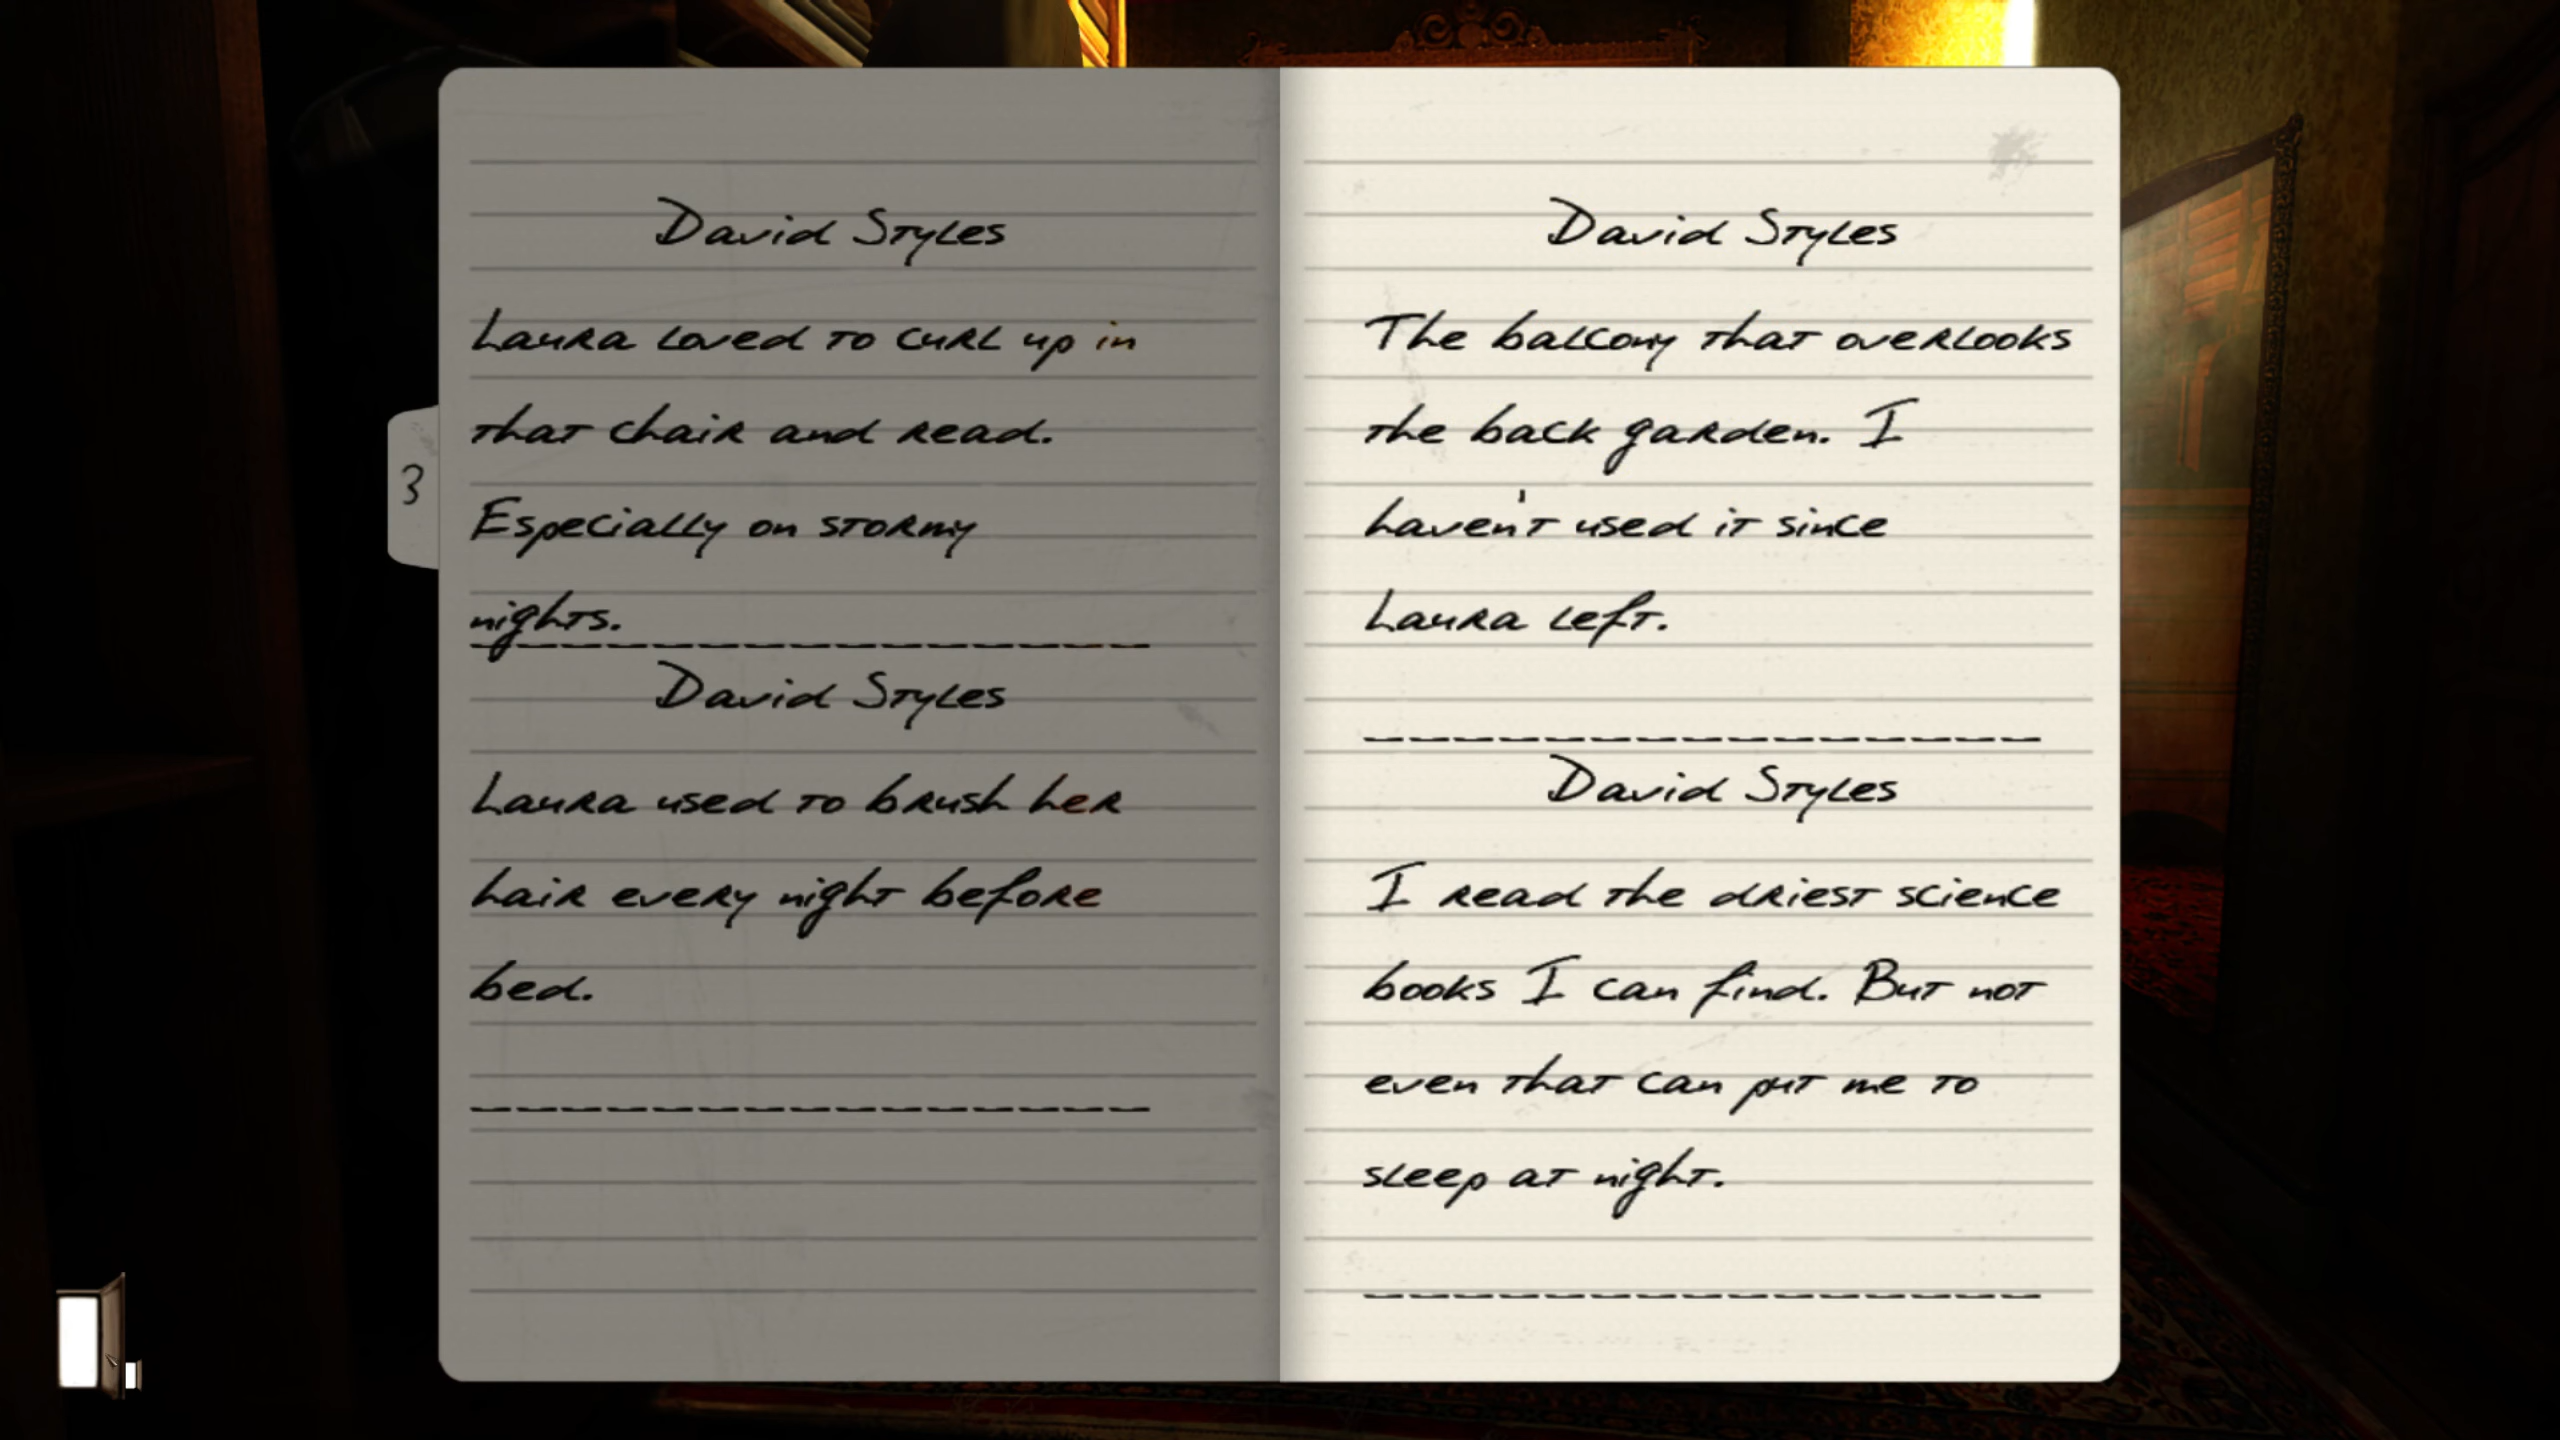 3
David Styles
Laura loved to curl up in
that chair and read.
Especially on stormy
nights.
David Styles
Laura used to brush her
hair every night before
bed.
David Styles
The balcony that overlooks
the back garden. I
haven't used it since
Laura left.
David Styles
I read the driest science
books I can find. But not
even that can put me to
sleep at night.